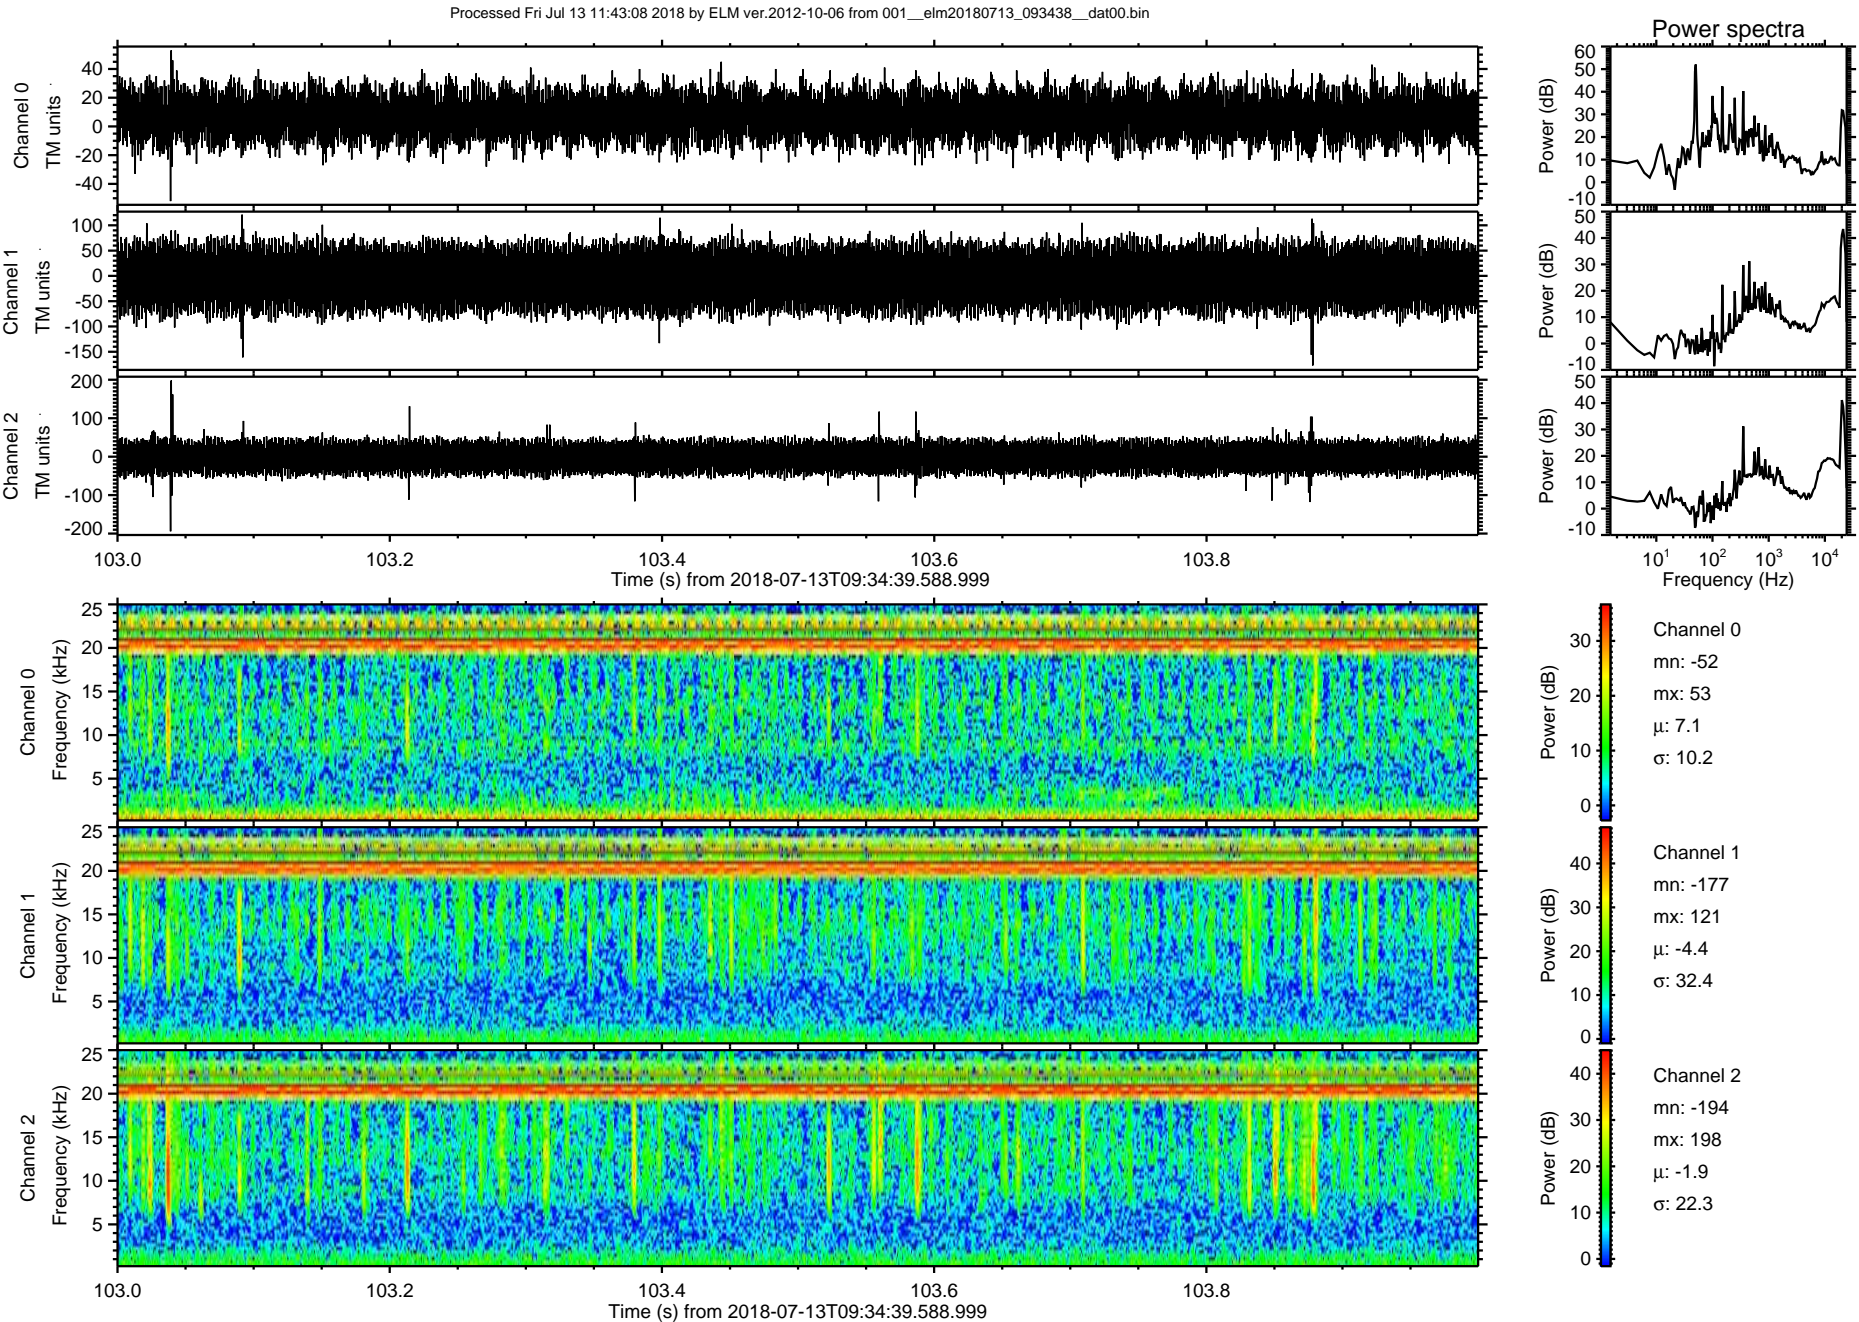 Processed Fri Jul 13 11:43:08 2018 by ELM ver.2012-10-06 from 001__elm20180713_093438__dat00.bin
Power spectra
Channel 0
TM units
40
20
0
-20
-40
Power (dB)
60
50
40
30
20
10
0
-10
Channel 1
TM units
100
50
0
-50
-100
-150
Power (dB)
50
40
30
20
10
0
-10
Channel 2
TM units
200
100
0
-100
-200
Power (dB)
50
40
30
20
10
0
-10
103.0 103.2 103.4 103.6 103.8
Time (s) from 2018-07-13T09:34:39.588.999
10¹ 10² 10³ 10⁴
Frequency (Hz)
Channel 0
Frequency (kHz)
25
20
15
10
5
Power (dB)
30
20
10
0
Channel 0
mn: -52
mx: 53
μ: 7.1
σ: 10.2
Channel 1
Frequency (kHz)
25
20
15
10
5
Power (dB)
40
30
20
10
0
Channel 1
mn: -177
mx: 121
μ: -4.4
σ: 32.4
Channel 2
Frequency (kHz)
25
20
15
10
5
Power (dB)
40
30
20
10
0
Channel 2
mn: -194
mx: 198
μ: -1.9
σ: 22.3
103.0 103.2 103.4 103.6 103.8
Time (s) from 2018-07-13T09:34:39.588.999